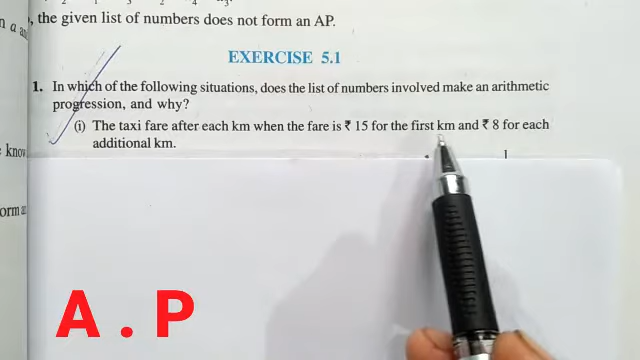 , the given list of numbers does not form an AP.
EXERCISE 5.1
1. In which of the following situations, does the list of numbers involved make an arithmetic
progression, and why?
(i) The taxi fare after each km when the fare is ₹ 15 for the first km and ₹ 8 for each
additional km.
know
A . P